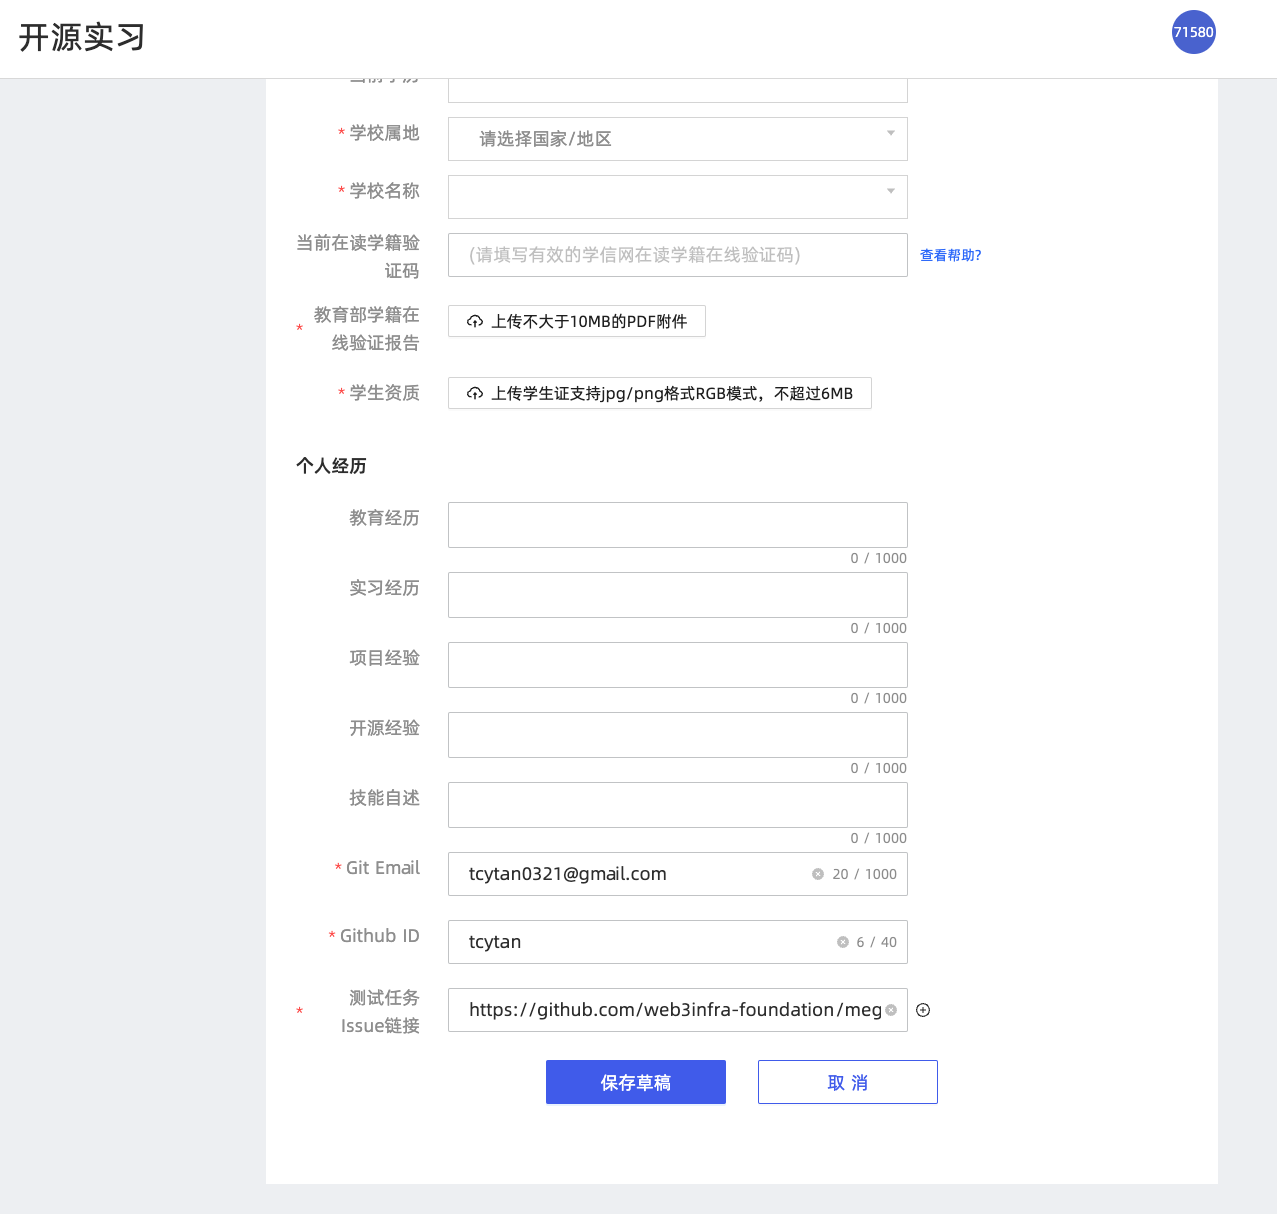 开源实习
71580
* 学校属地
请选择国家/地区
* 学校名称
当前在读学籍验
证码
(请填写有效的学信网在读学籍在线验证码)
查看帮助?
* 教育部学籍在
线验证报告
上传不大于10MB的PDF附件
* 学生资质
上传学生证支持jpg/png格式RGB模式，不超过6MB
个人经历
教育经历
0 / 1000
实习经历
0 / 1000
项目经验
0 / 1000
开源经验
0 / 1000
技能自述
0 / 1000
* Git Email
tcytan0321@gmail.com
20 / 1000
* Github ID
tcytan
6 / 40
* 测试任务
Issue链接
https://github.com/web3infra-foundation/meg
保存草稿
取 消